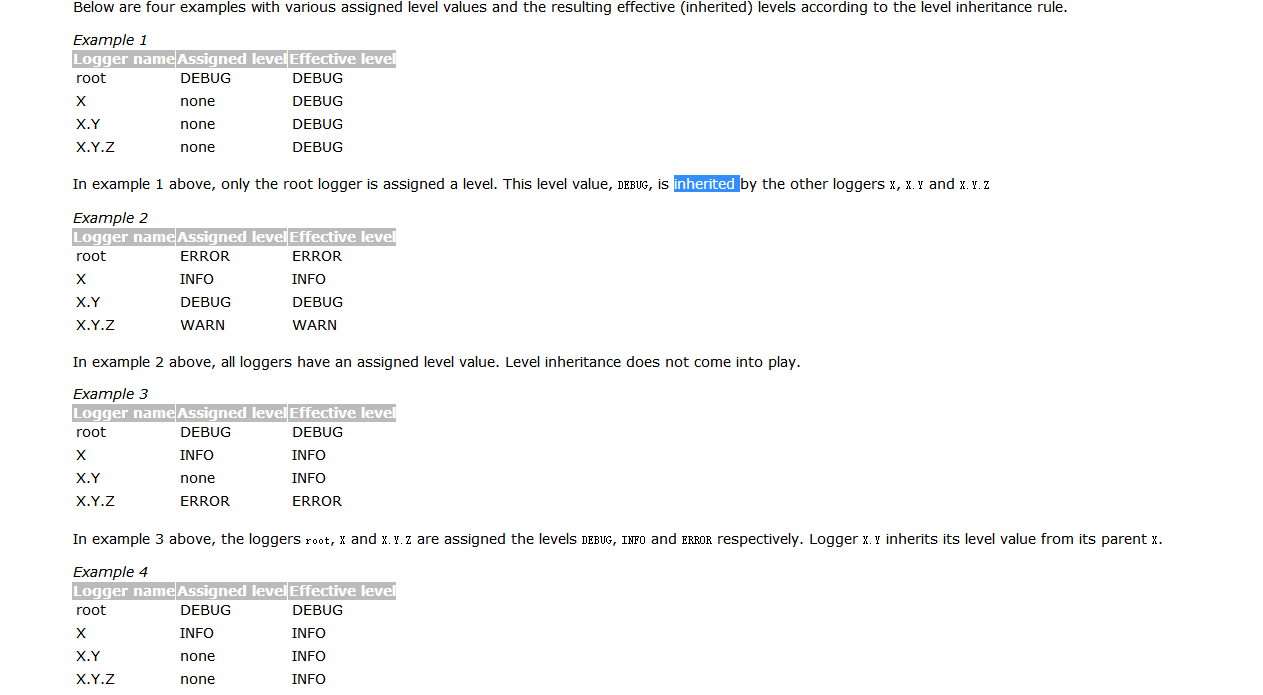 Below are four examples with various assigned level values and the resulting effective (inherited) levels according to the level inheritance rule.
Example 1
Logger name Assigned level Effective level
root DEBUG DEBUG
X none DEBUG
X.Y none DEBUG
X.Y.Z none DEBUG
In example 1 above, only the root logger is assigned a level. This level value, DEBUG, is inherited by the other loggers X, X.Y and X.Y.Z
Example 2
Logger name Assigned level Effective level
root ERROR ERROR
X INFO INFO
X.Y DEBUG DEBUG
X.Y.Z WARN WARN
In example 2 above, all loggers have an assigned level value. Level inheritance does not come into play.
Example 3
Logger name Assigned level Effective level
root DEBUG DEBUG
X INFO INFO
X.Y none INFO
X.Y.Z ERROR ERROR
In example 3 above, the loggers root, X and X.Y.Z are assigned the levels DEBUG, INFO and ERROR respectively. Logger X.Y inherits its level value from its parent X.
Example 4
Logger name Assigned level Effective level
root DEBUG DEBUG
X INFO INFO
X.Y none INFO
X.Y.Z none INFO